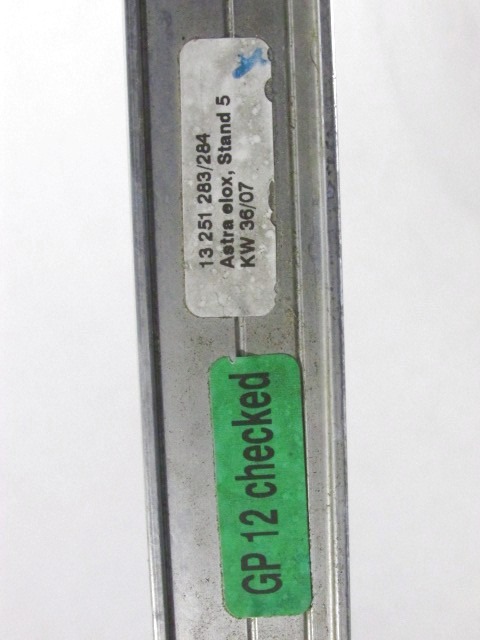 13 251 283/284
Astra elox, Stand 5
KW 36/07
GP 12 checked